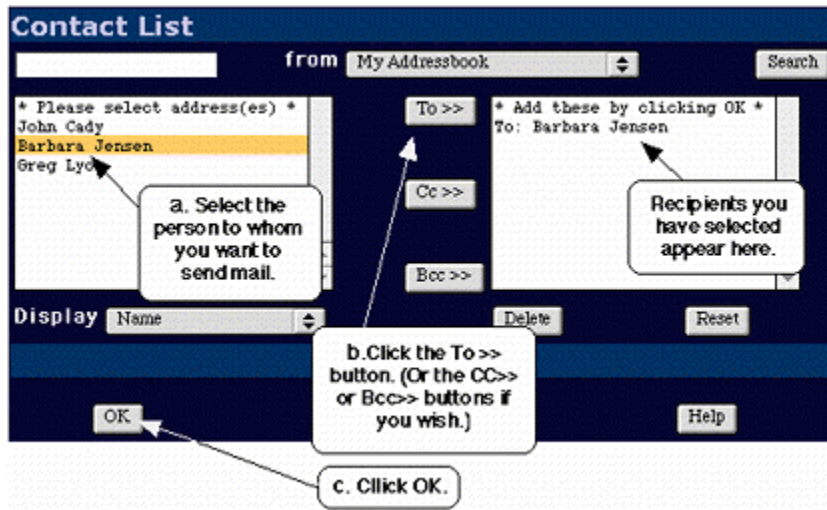 Contact List
from My Addressbook Search
* Please select address(es) *
John Cady
Barbara Jensen
Greg
To >>
Cc >>
Bcc >>
* Add these by clicking OK *
To: Barbara Jensen
a. Select the
person to whom
you want to
send mail.
Recipients you
have selected
appear here.
Display Name
Delete Reset
b.Click the To >>
button. (Or the CC>>
or Bcc>> buttons if
you wish.)
OK
Help
c. Cllick OK.